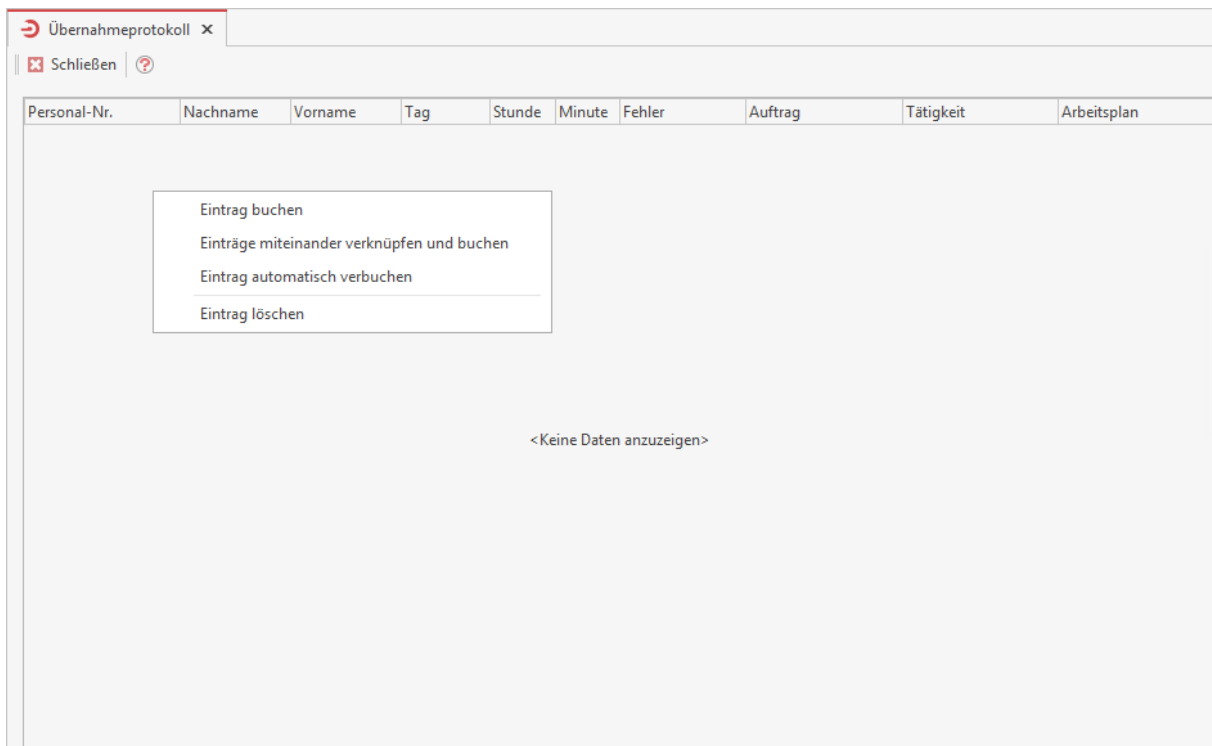 Übernahmeprotokoll
Schließen
Personal-Nr. Nachname Vorname Tag Stunde Minute Fehler Auftrag Tätigkeit Arbeitsplan
Eintrag buchen
Einträge miteinander verknüpfen und buchen
Eintrag automatisch verbuchen
Eintrag löschen
<Keine Daten anzuzeigen>